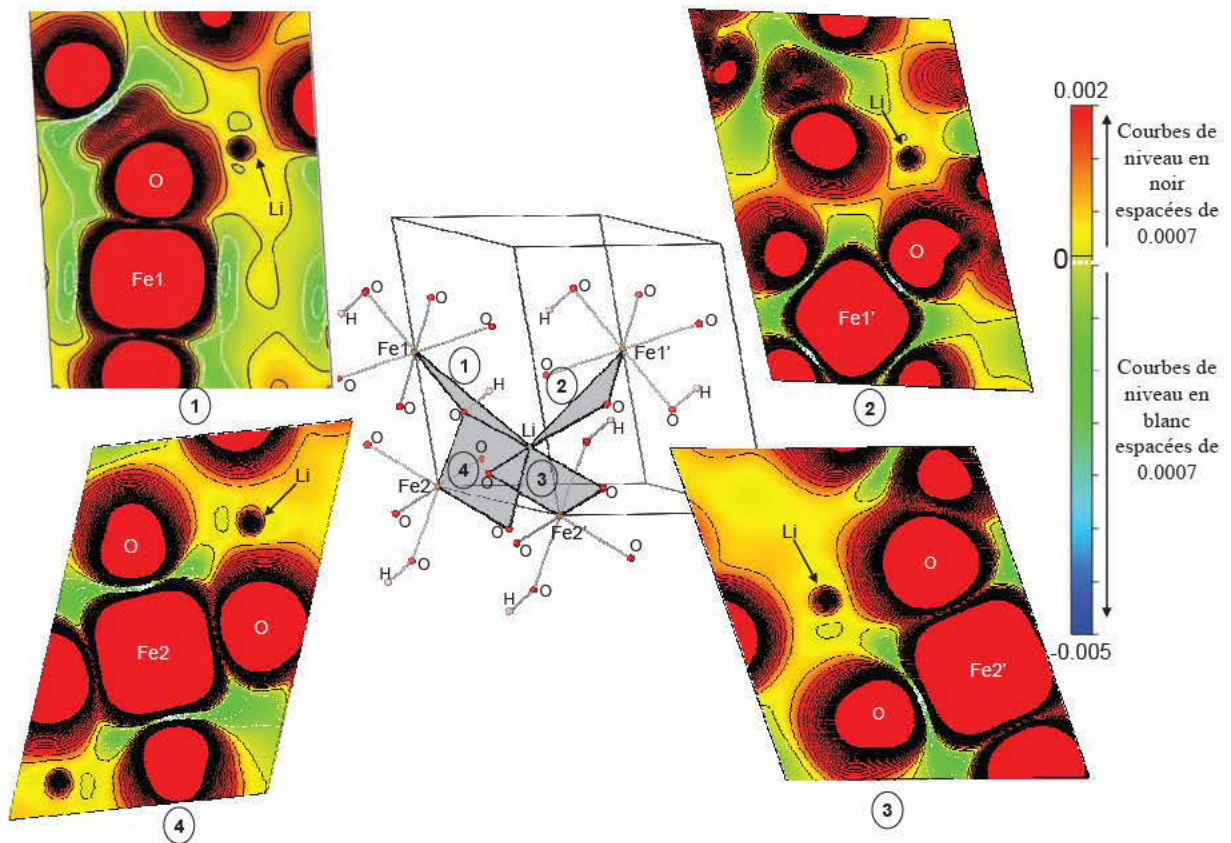 O
Fe1
Li
1
Li
O
Fe1'
2
0.002
Courbes de
niveau en
noir
espacées de
0.0007
0
Courbes de
niveau en
blanc
espacées de
0.0007
-0.005
O
O
O
H
Fe1
O
O
1
O
H
O
O
O
H
Fe1'
O
O
2
O
O
H
Li
O
O
O
4
3
O
Fe2
O
O
O
Fe2'
O
H
O
O
H
O
Li
O
Fe2
O
4
Li
O
Fe2'
O
3